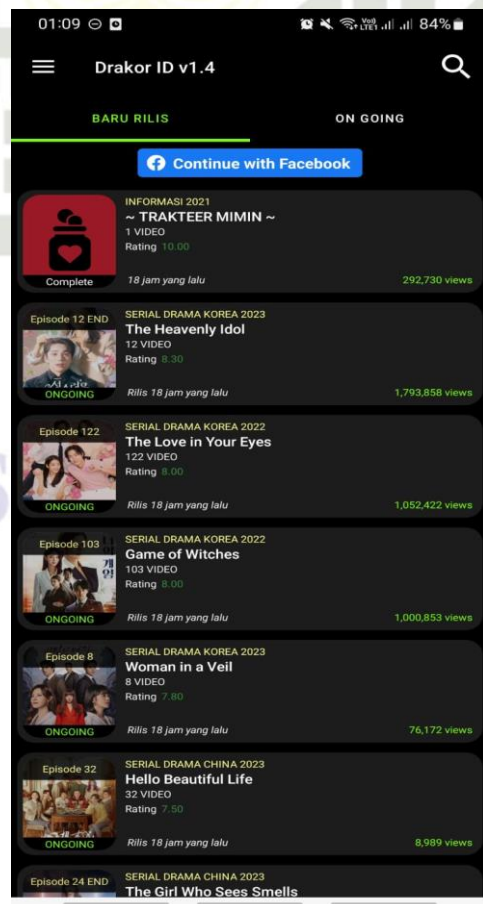 01:09
Vo)) LTE1 84%
Drakor ID v1.4
BARU RILIS
ON GOING
Continue with Facebook
Complete
INFORMASI 2021
~ TRAKTEER MIMIN ~
1 VIDEO
Rating 10.00
18 jam yang lalu
292,730 views
Episode 12 END
ONGOING
SERIAL DRAMA KOREA 2023
The Heavenly Idol
12 VIDEO
Rating 8.30
Rilis 18 jam yang lalu
1,793,858 views
Episode 122
ONGOING
SERIAL DRAMA KOREA 2022
The Love in Your Eyes
122 VIDEO
Rating 8.00
Rilis 18 jam yang lalu
1,052,422 views
Episode 103
ONGOING
SERIAL DRAMA KOREA 2022
Game of Witches
103 VIDEO
Rating 8.00
Rilis 18 jam yang lalu
1,000,853 views
Episode 8
ONGOING
SERIAL DRAMA KOREA 2023
Woman in a Veil
8 VIDEO
Rating 7.80
Rilis 18 jam yang lalu
76,172 views
Episode 32
ONGOING
SERIAL DRAMA CHINA 2023
Hello Beautiful Life
32 VIDEO
Rating 7.50
Rilis 18 jam yang lalu
8,989 views
Episode 24 END
SERIAL DRAMA CHINA 2023
The Girl Who Sees Smells